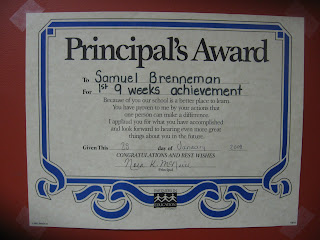 Principal's Award
To Samuel Brenneman
For 1st 9 weeks achievement
Because of you our school is a better place to learn.
You have proven to me by your actions that
one person can make a difference.
I applaud you for what you have accomplished
and look forward to hearing even more great
things about you in the future.
Given This day of January
CONGRATULATIONS AND BEST WISHES
Principal
EDUCATION